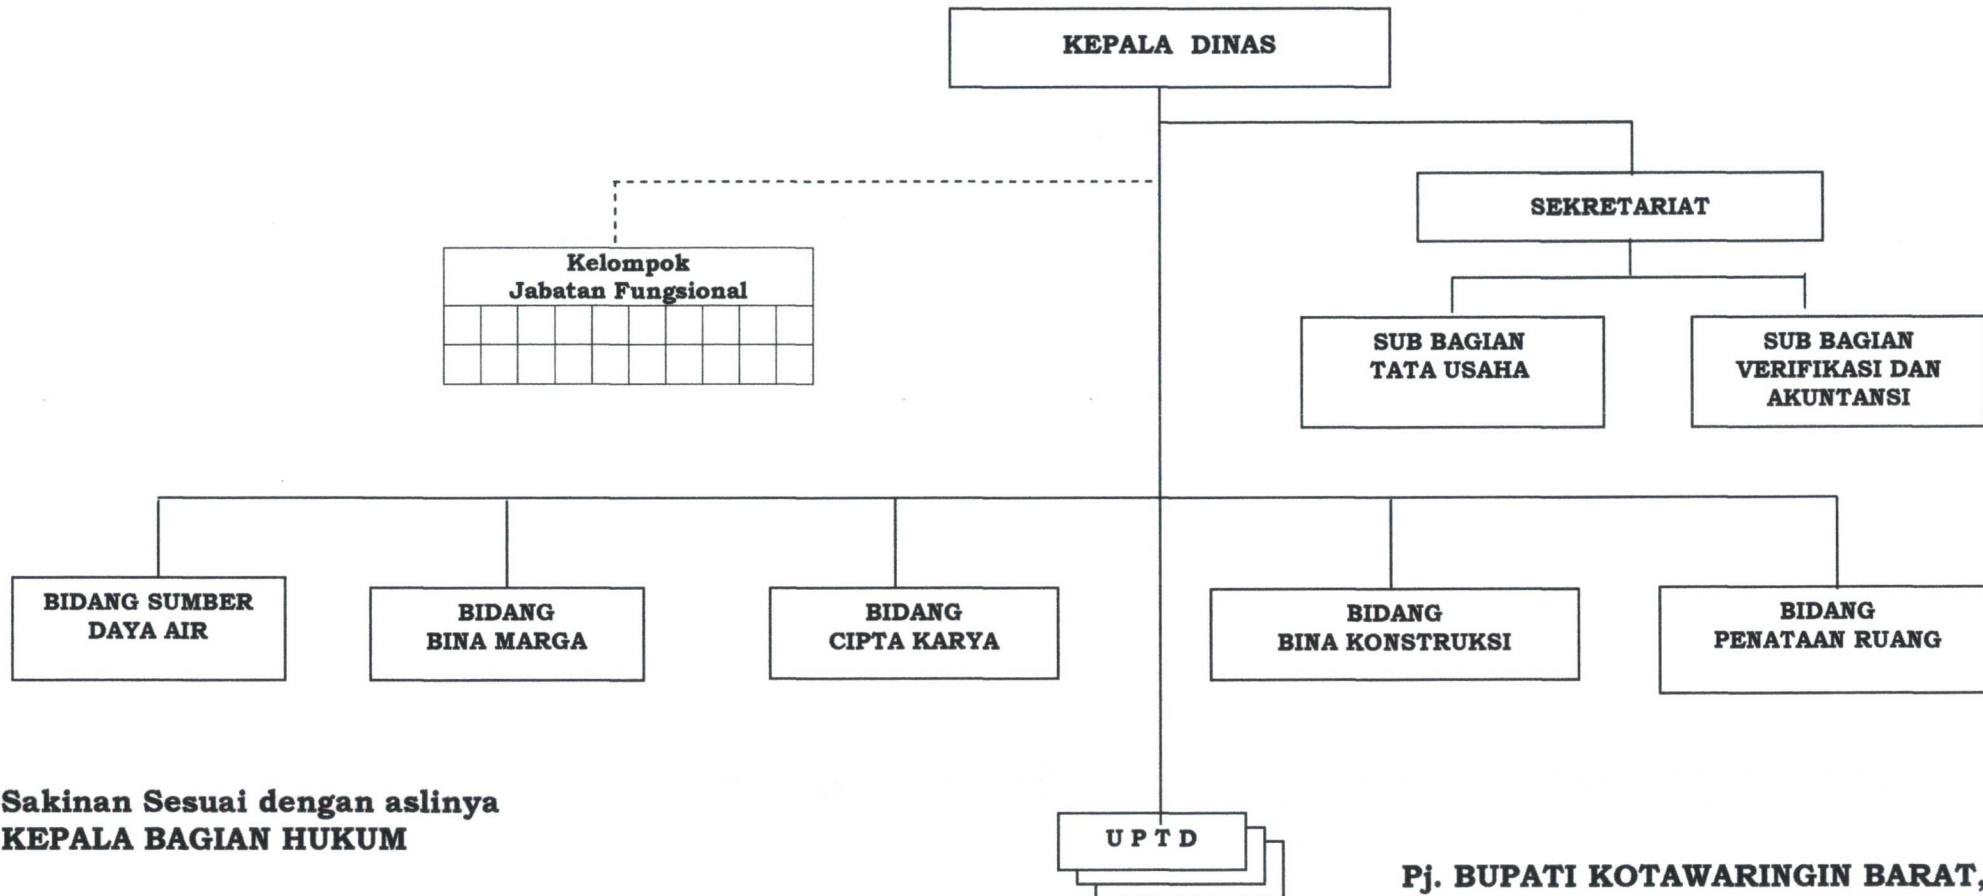 KEPALA DINAS
SEKRETARIAT
Kelompok
Jabatan Fungsional
SUB BAGIAN
TATA USAHA
SUB BAGIAN
VERIFIKASI DAN
AKUNTANSI
BIDANG SUMBER
DAYA AIR
BIDANG
BINA MARGA
BIDANG
CIPTA KARYA
BIDANG
BINA KONSTRUKSI
BIDANG
PENATAAN RUANG
Sakinan Sesuai dengan aslinya
KEPALA BAGIAN HUKUM
U P T D
Pj. BUPATI KOTAWARINGIN BARAT,